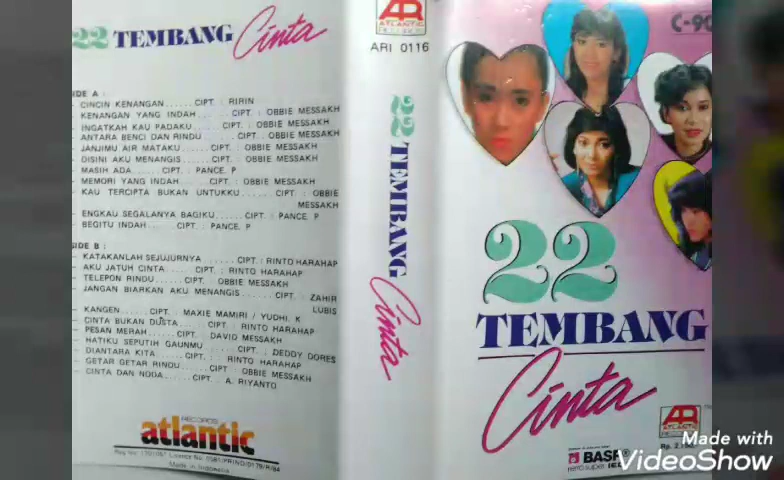 22 TEMBANG Cinta
SIDE A :
- CINCIN KENANGAN......CIPT : RIRIN
- KENANGAN YANG INDAH......CIPT : OBBIE MESSAKH
- INGATKAH KAU PADAKU......CIPT : OBBIE MESSAKH
- ANTARA BENCI DAN RINDU......CIPT : OBBIE MESSAKH
- JANJIMU AIR MATAKU......CIPT : OBBIE MESSAKH
- DISINI AKU MENANGIS......CIPT : OBBIE MESSAKH
- MASIH ADA......CIPT : PANCE. P
- MEMORI YANG INDAH......CIPT : OBBIE MESSAKH
- KAU TERCIPTA BUKAN UNTUKKU......CIPT : OBBIE
MESSAKH
- ENGKAU SEGALANYA BAGIKU......CIPT : PANCE. P
- BEGITU INDAH......CIPT : PANCE. P
SIDE B :
- KATAKANLAH SEJUJURNYA......CIPT : RINTO HARAHAP
- AKU JATUH CINTA......CIPT : RINTO HARAHAP
- TELEPON RINDU......CIPT : OBBIE MESSAKH
- JANGAN BIARKAN AKU MENANGIS......CIPT : ZAHIR
LUBIS
- KANGEN......CIPT : MAXIE MAMIRI / YUDHI. K
- CINTA BUKAN DUSTA......CIPT : RINTO HARAHAP
- PESAN MERAH......CIPT : DAVID MESSAKH
- HATIKU SEPUTIH GAUNMU......CIPT : DEDDY DORES
- DIANTARA KITA......CIPT : RINTO HARAHAP
- GETAR GETAR RINDU......CIPT : OBBIE MESSAKH
- CINTA DAN NODA......CIPT : A. RIYANTO
RECORDS
atlantic
Made in Indonesia
AR
ATLANTIC
RECORDS
ARI 0116
22 TEMBANG Cinta
C-90
22
TEMBANG
Cinta
BASF
AR
ATLANTIC
Rp.
Made with
VideoShow